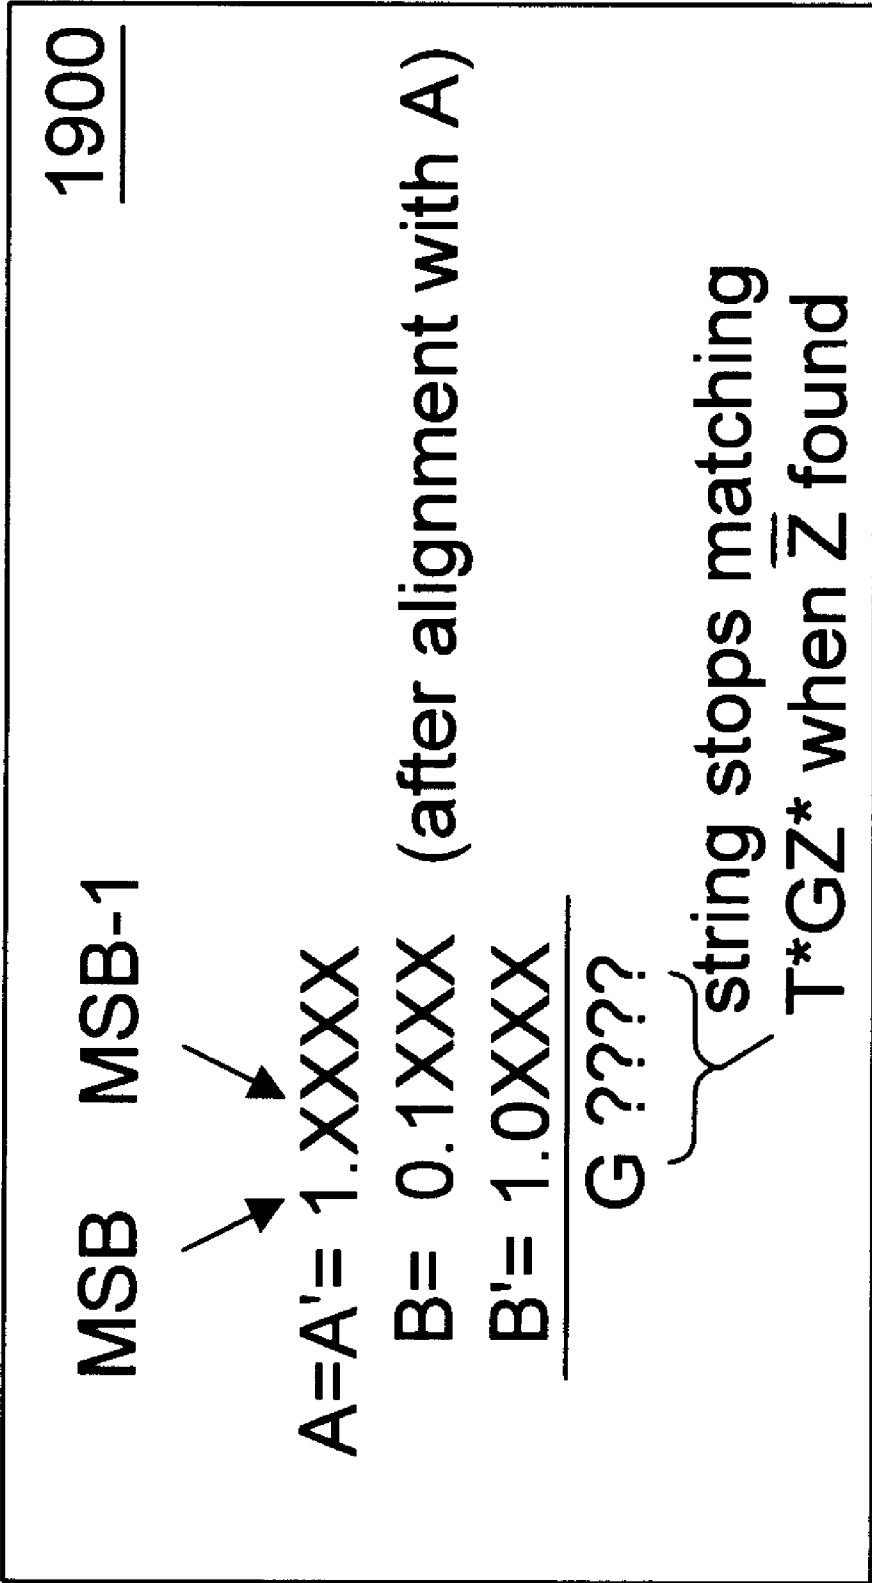 1900
MSB MSB-1
A=A'= 1.XXXX
B= 0.1XXX (after alignment with A)
B'= 1.0XXX
G ????
string stops matching
T*GZ* when Z̅ found